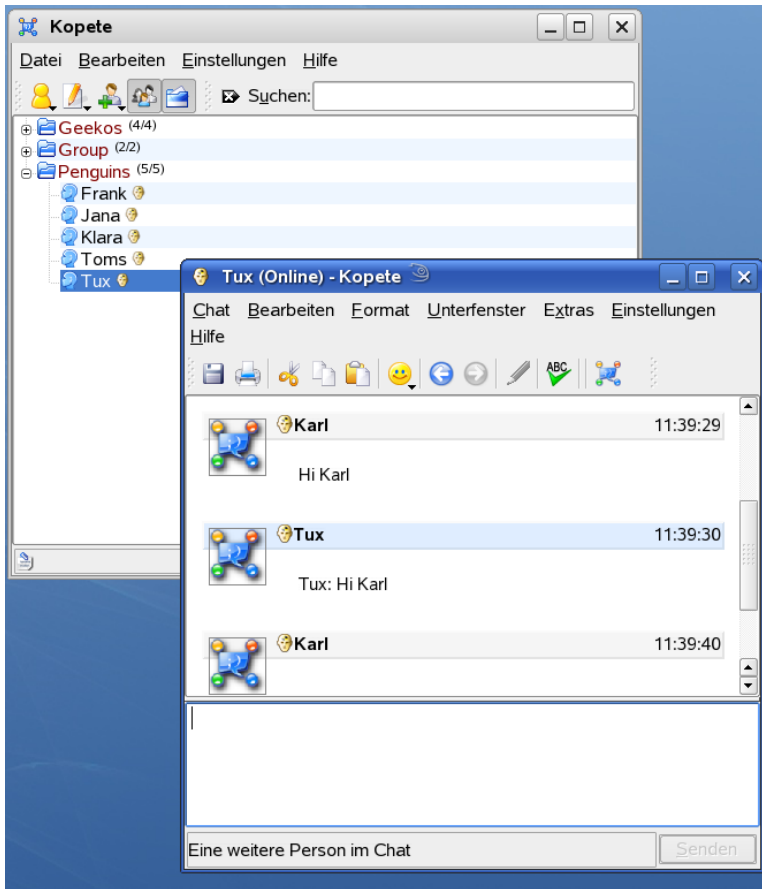 Kopete
Datei Bearbeiten Einstellungen Hilfe
Suchen:
Geekos (4/4)
Group (2/2)
Penguins (5/5)
Frank
Jana
Klara
Toms
Tux
Tux (Online) - Kopete
Chat Bearbeiten Format Unterfenster Extras Einstellungen
Hilfe
ABC
Karl 11:39:29
Hi Karl
Tux 11:39:30
Tux: Hi Karl
Karl 11:39:40
Eine weitere Person im Chat Senden